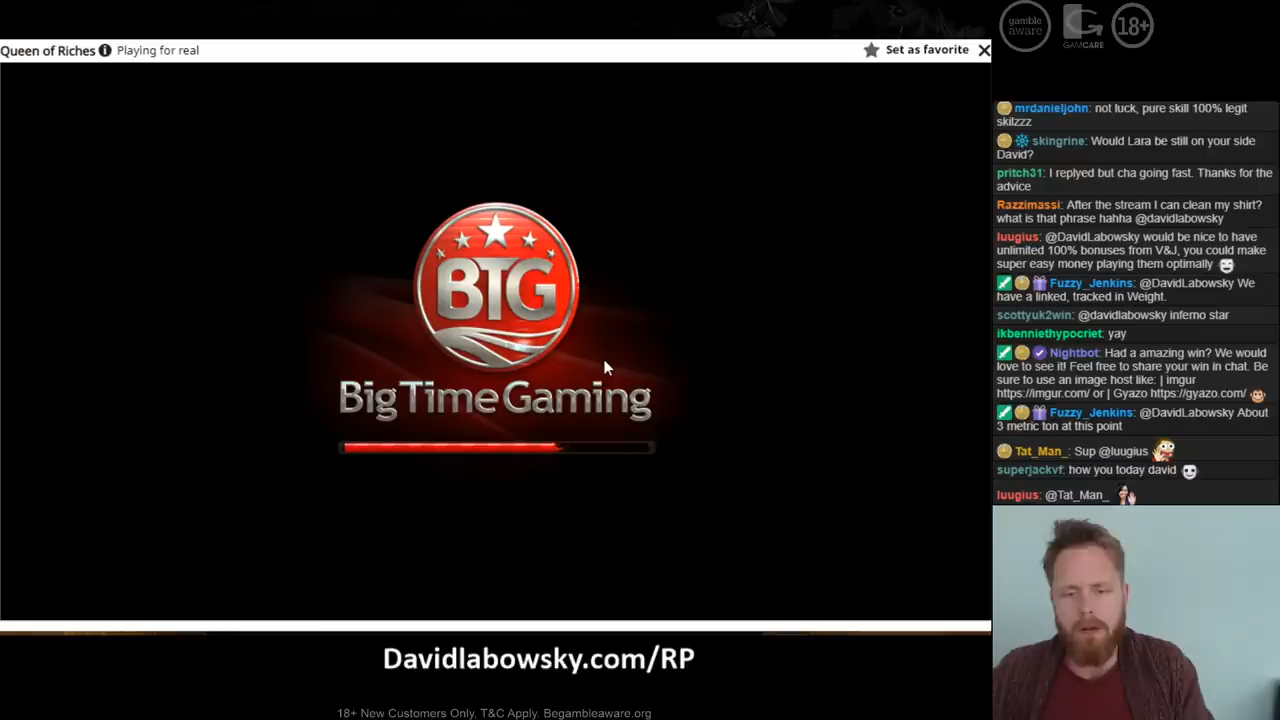 Queen of Riches Playing for real
Set as favorite
BTG
Big Time Gaming
Davidlabowsky.com/RP
18+ New Customers Only, T&C Apply. Begambleaware.org
gamble
aware
GAMCARE
18+
mrdanieljohn: not luck, pure skill 100% legit
skilzzz
skingrine: Would Lara be still on your side
David?
pritch31: I replyed but cha going fast. Thanks for the
advice
Razzimassi: After the stream I can clean my shirt?
what is that phrase hahha @davidlabowsky
luugius: @DavidLabowsky would be nice to have
unlimited 100% bonuses from V&J, you could make
super easy money playing them optimally
Fuzzy_Jenkins: @DavidLabowsky We
have a linked, tracked in Weight.
scottyuk2win: @davidlabowsky inferno star
ikbenniethypocriet: yay
Nightbot: Had a amazing win? We would
love to see it! Feel free to share your win in chat. Be
sure to use an image host like: | imgur
https://imgur.com/ or | Gyazo https://gyazo.com/
Fuzzy_Jenkins: @DavidLabowsky About
3 metric ton at this point
Tat_Man_: Sup @luugius
superjackvf: how you today david
luugius: @Tat_Man_